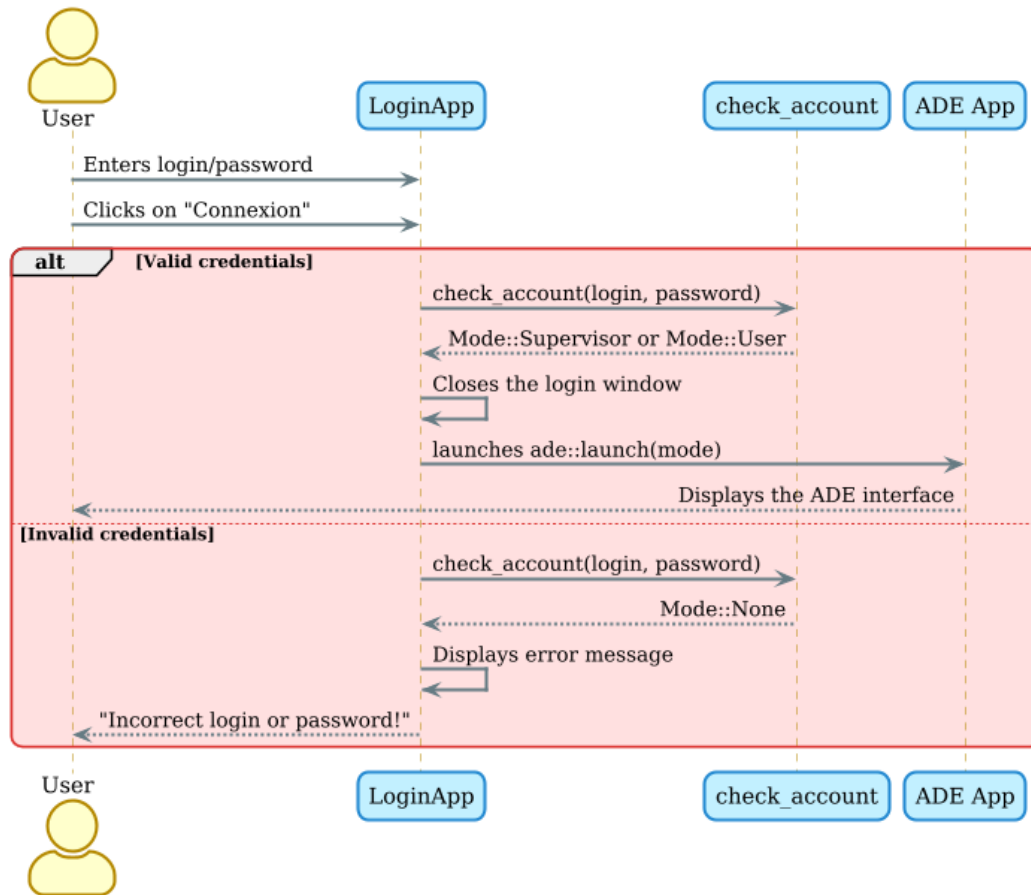 User
LoginApp
check_account
ADE App
Enters login/password
Clicks on "Connexion"
alt
[Valid credentials]
check_account(login, password)
Mode::Supervisor or Mode::User
Closes the login window
launches ade::launch(mode)
Displays the ADE interface
[Invalid credentials]
check_account(login, password)
Mode::None
Displays error message
"Incorrect login or password!"
User
LoginApp
check_account
ADE App